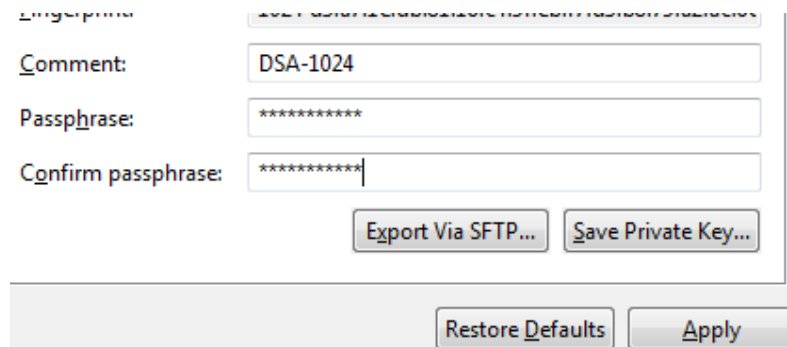 Comment: DSA-1024
Passphrase: ***********
Confirm passphrase: ***********
Export Via SFTP... Save Private Key...
Restore Defaults Apply